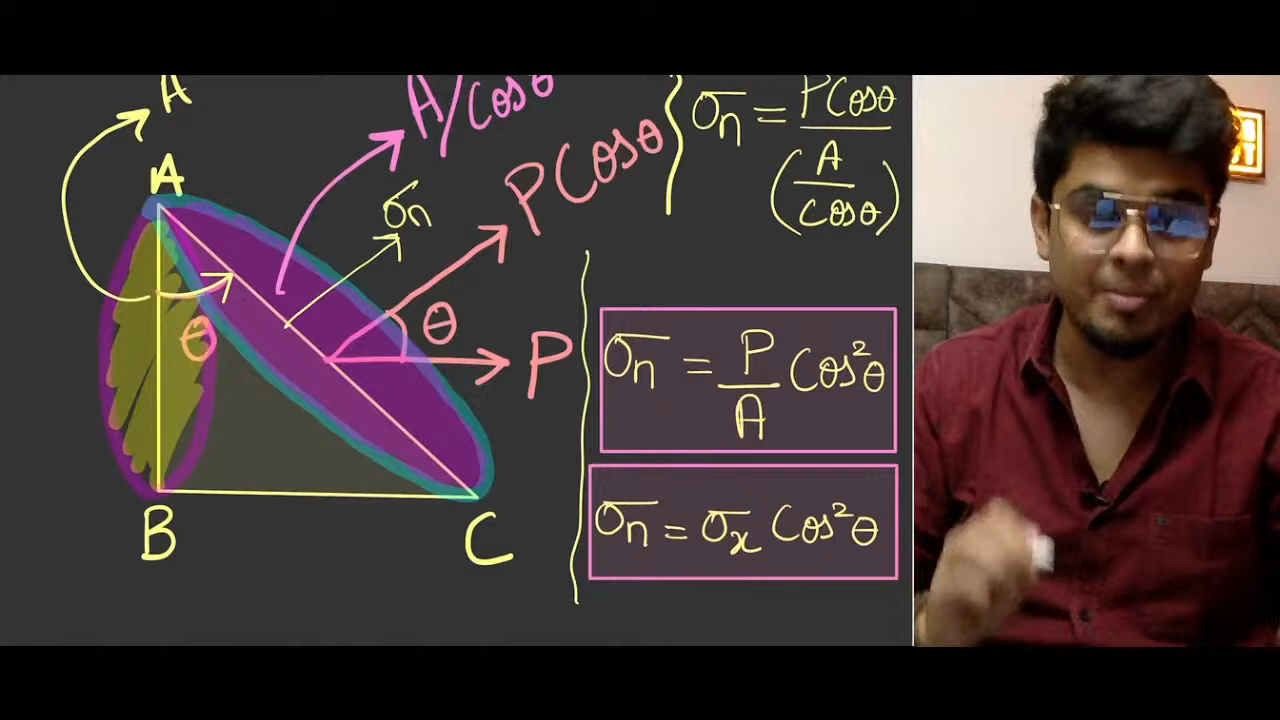 A
A/cosθ
A
σn
PCosθ
θ
θ
P
B
C
σn = PCosθ
(A
cosθ)
σn = P Cos²θ
A
σn = σx Cos²θ